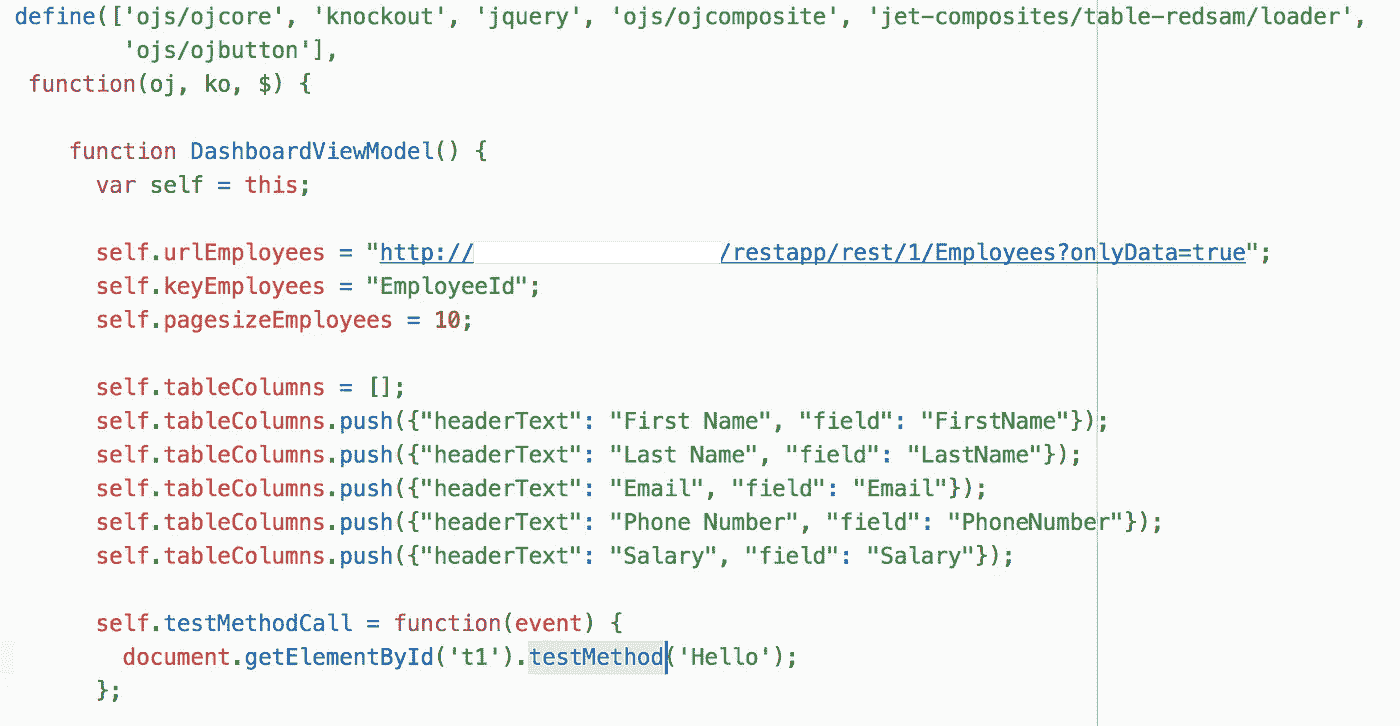 define(['ojs/ojcore', 'knockout', 'jquery', 'ojs/ojcomposite', 'jet-composites/table-redsam/loader',
'ojs/ojbutton'],
function(oj, ko, $) {
function DashboardViewModel() {
var self = this;
self.urlEmployees = "http:// /restapp/rest/1/Employees?onlyData=true";
self.keyEmployees = "EmployeeId";
self.pagesizeEmployees = 10;
self.tableColumns = [];
self.tableColumns.push({"headerText": "First Name", "field": "FirstName"});
self.tableColumns.push({"headerText": "Last Name", "field": "LastName"});
self.tableColumns.push({"headerText": "Email", "field": "Email"});
self.tableColumns.push({"headerText": "Phone Number", "field": "PhoneNumber"});
self.tableColumns.push({"headerText": "Salary", "field": "Salary"});
self.testMethodCall = function(event) {
document.getElementById('t1').testMethod('Hello');
};